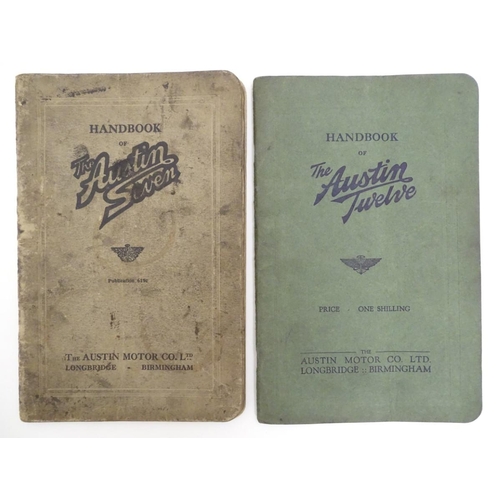 HANDBOOK
OF
The Austin
Seven
Publication
The AUSTIN MOTOR CO. LTD
LONGBRIDGE - BIRMINGHAM
HANDBOOK
OF
The Austin
Twelve
PRICE - ONE SHILLING
THE
AUSTIN MOTOR CO. LTD.
LONGBRIDGE : BIRMINGHAM